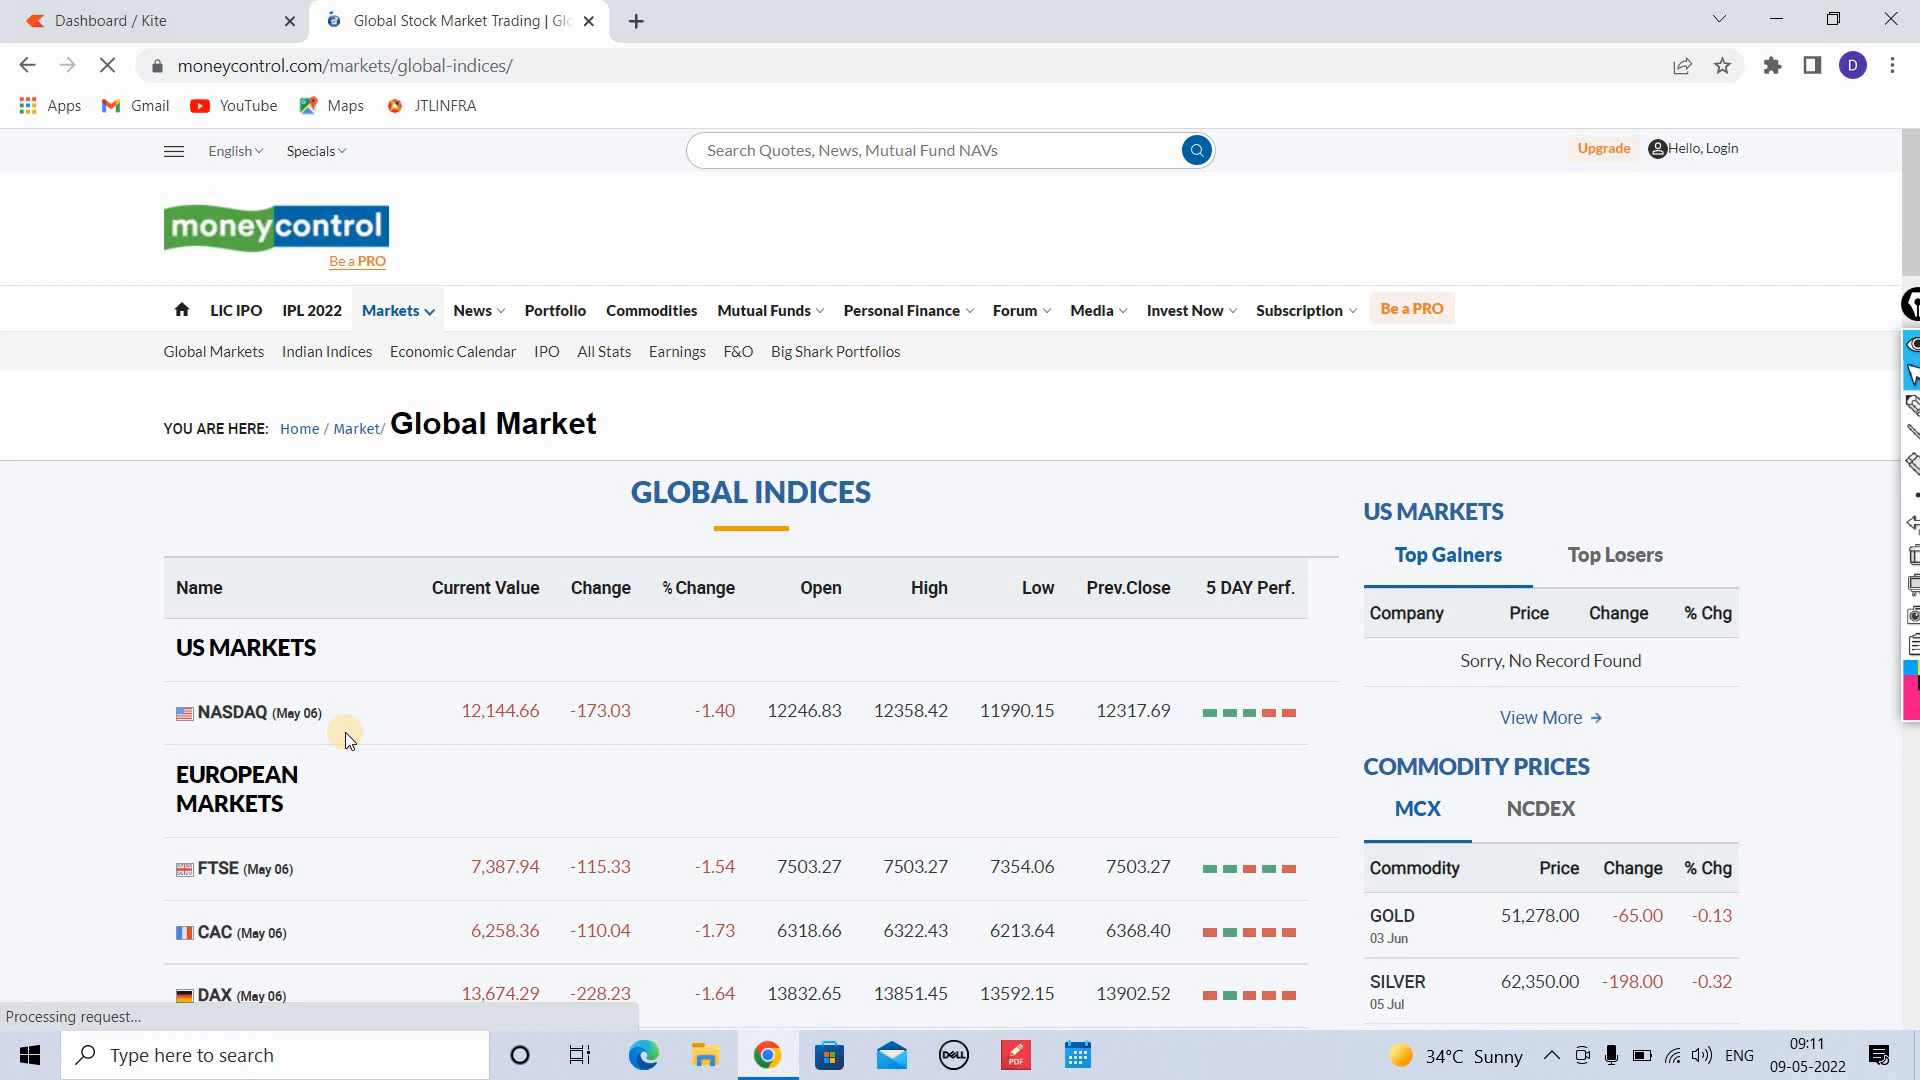 Dashboard / Kite
Global Stock Market Trading | Glo
moneycontrol.com/markets/global-indices/
D
Apps
Gmail
YouTube
Maps
JTLINFRA
English
Specials
Search Quotes, News, Mutual Fund NAVs
Upgrade
Hello, Login
moneycontrol
Be a PRO
LIC IPO
IPL 2022
Markets
News
Portfolio
Commodities
Mutual Funds
Personal Finance
Forum
Media
Invest Now
Subscription
Be a PRO
Global Markets
Indian Indices
Economic Calendar
IPO
All Stats
Earnings
F&O
Big Shark Portfolios
YOU ARE HERE: Home / Market/ Global Market
GLOBAL INDICES
Name Current Value Change % Change Open High Low Prev.Close 5 DAY Perf.
US MARKETS
NASDAQ (May 06) 12,144.66 -173.03 -1.40 12246.83 12358.42 11990.15 12317.69
EUROPEAN
MARKETS
FTSE (May 06) 7,387.94 -115.33 -1.54 7503.27 7503.27 7354.06 7503.27
CAC (May 06) 6,258.36 -110.04 -1.73 6318.66 6322.43 6213.64 6368.40
DAX (May 06) 13,674.29 -228.23 -1.64 13832.65 13851.45 13592.15 13902.52
US MARKETS
Top Gainers Top Losers
Company Price Change % Chg
Sorry, No Record Found
View More
COMMODITY PRICES
MCX NCDEX
Commodity Price Change % Chg
GOLD 51,278.00 -65.00 -0.13
03 Jun
SILVER 62,350.00 -198.00 -0.32
05 Jul
Processing request...
Type here to search
DELL
PDF
34°C Sunny
ENG
09:11
09-05-2022